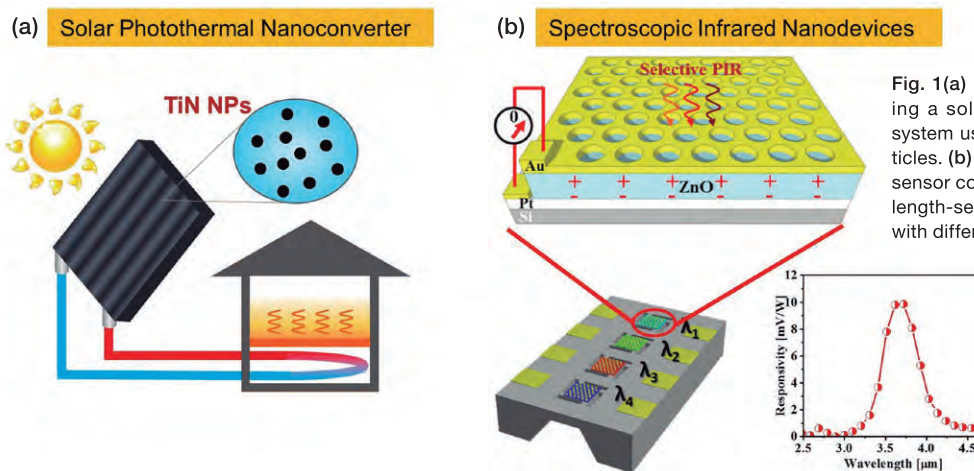 (a) Solar Photothermal Nanoconverter
TiN NPs
(b) Spectroscopic Infrared Nanodevices
Selective PIR
0
Au
+ + + + + +
ZnO
- - - - - -
Pt
Si
λ1
λ2
λ3
λ4
Responsivity [mV/W]
12
10
8
6
4
2
0
2.5 3.0 3.5 4.0 4.5
Wavelength [μm]
Fig. 1(a)
ing a sol
system us
ticles. (b)
sensor co
length-se
with differ